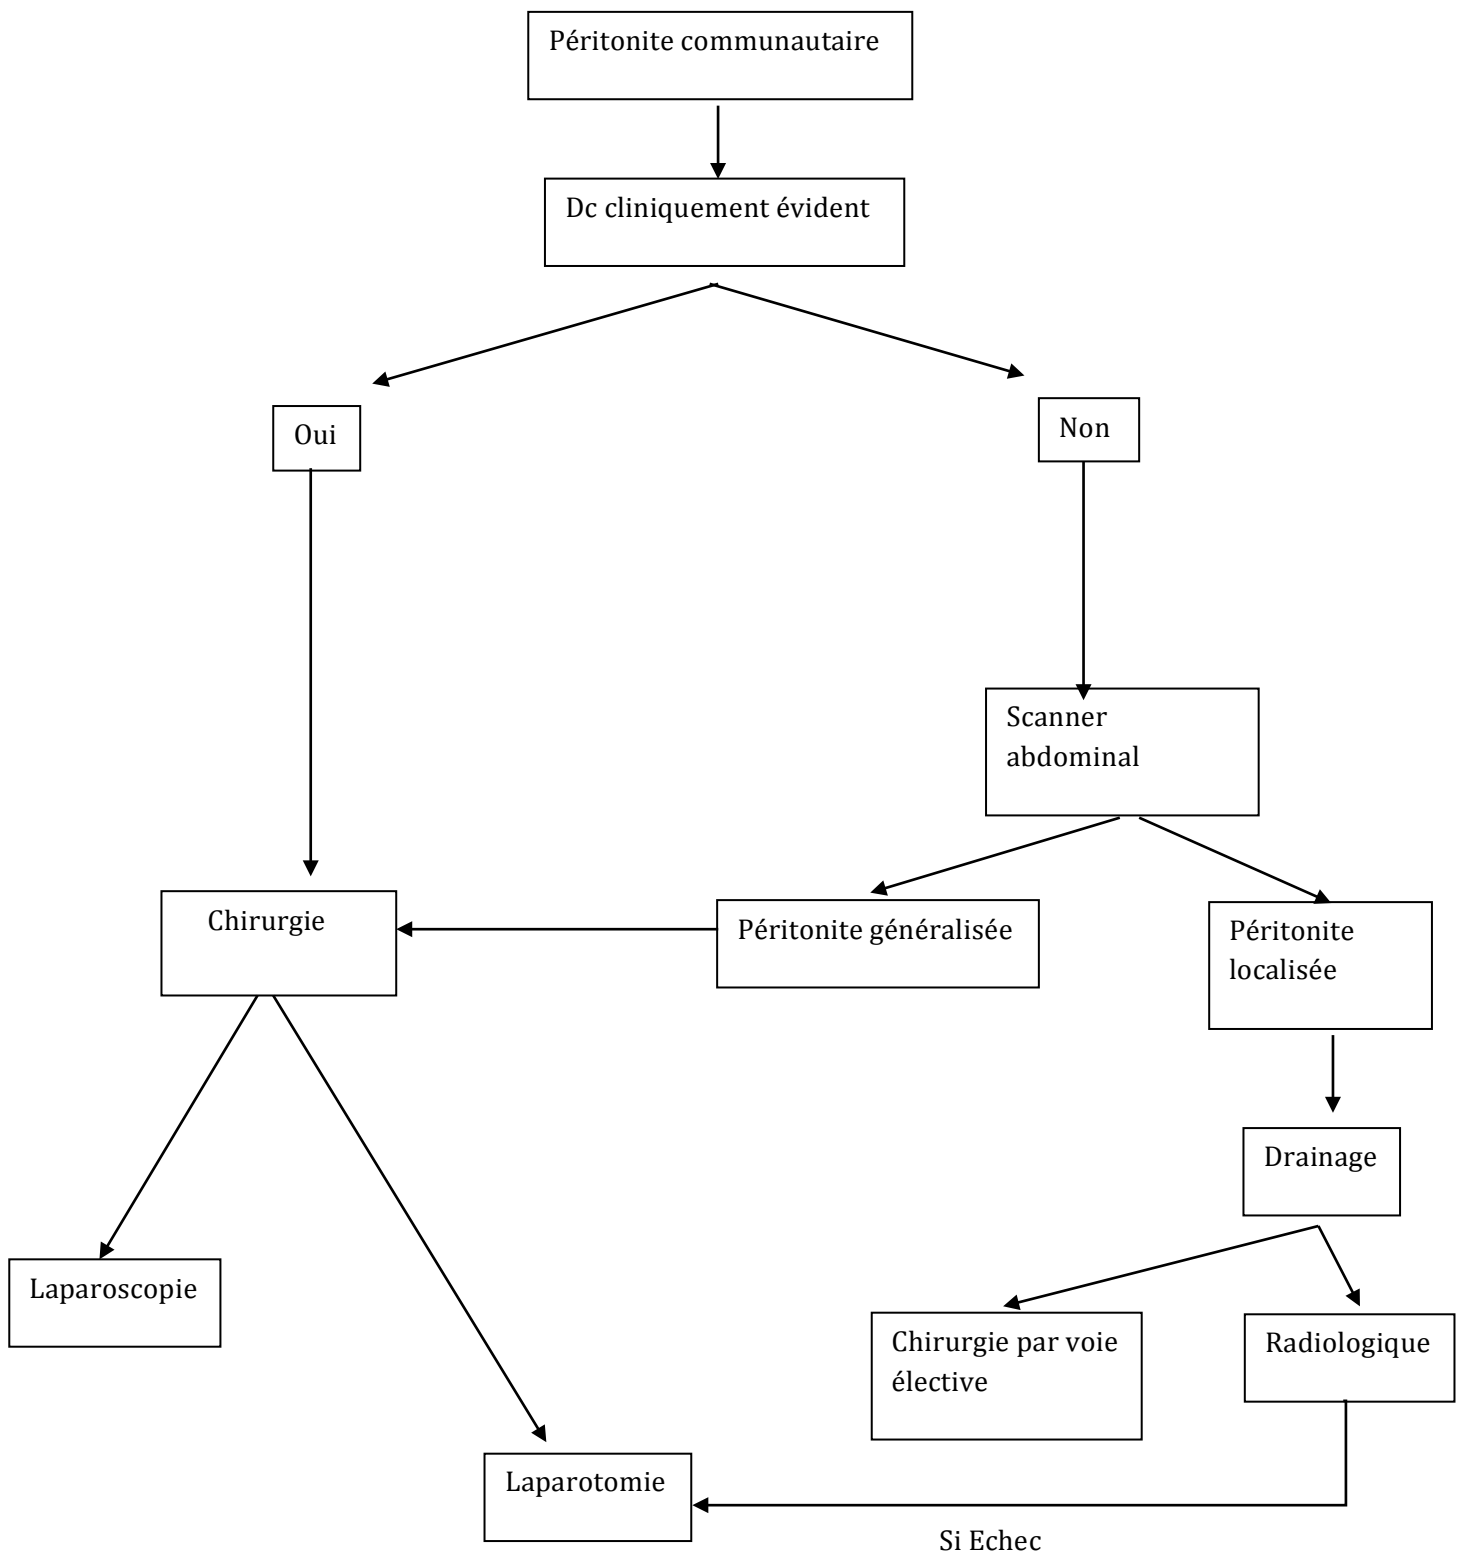 Péritonite communautaire
Dc cliniquement évident
Oui
Non
Scanner
abdominal
Chirurgie
Péritonite généralisée
Péritonite
localisée
Drainage
Laparoscopie
Chirurgie par voie
élective
Radiologique
Laparotomie
Si Echec